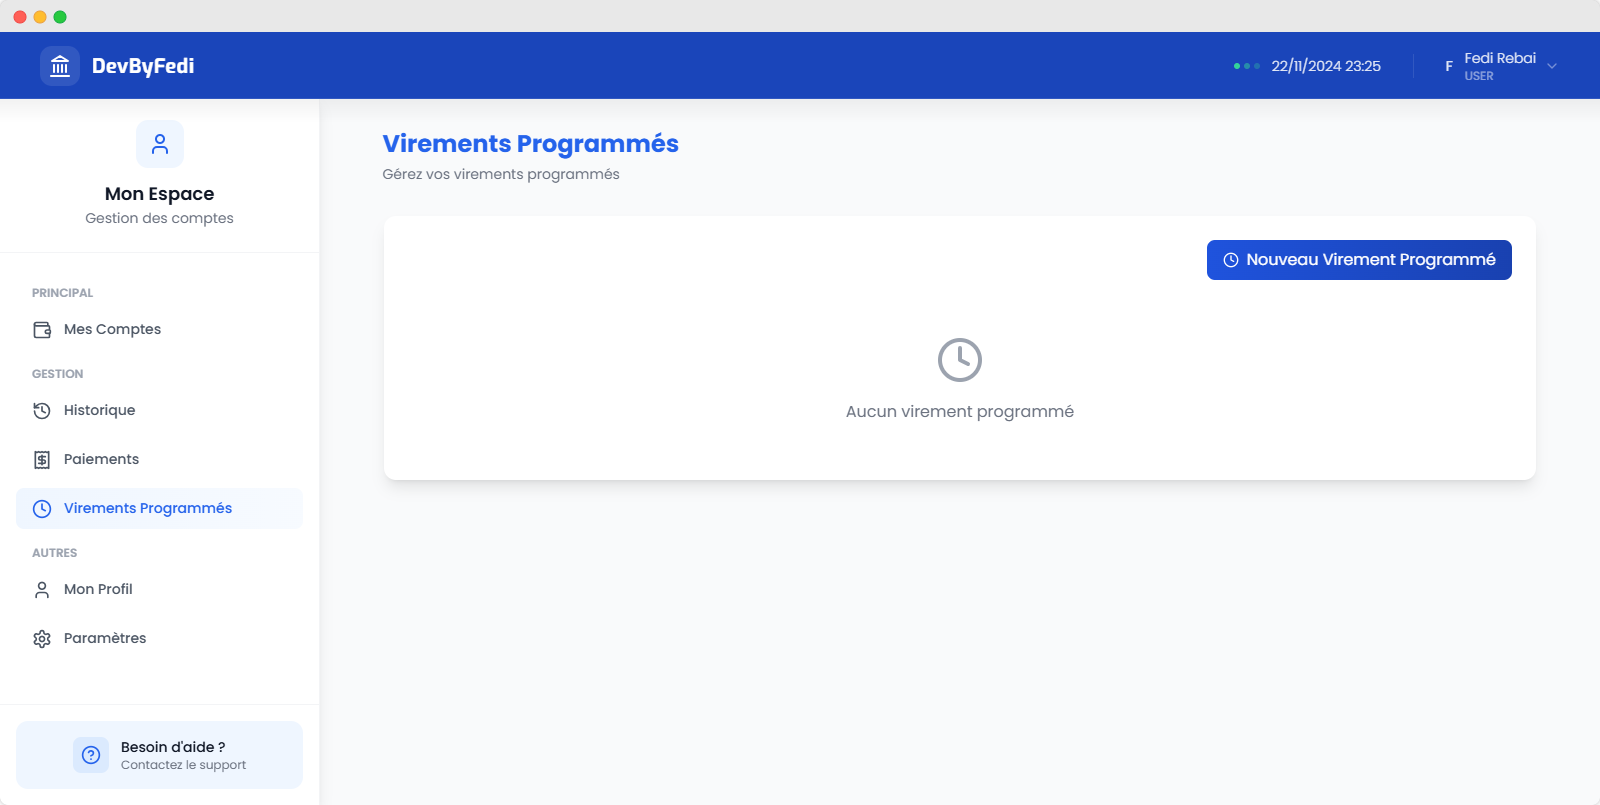 DevByFedi
22/11/2024 23:25
F
Fedi Rebai
USER
Mon Espace
Gestion des comptes
PRINCIPAL
Mes Comptes
GESTION
Historique
Paiements
Virements Programmés
AUTRES
Mon Profil
Paramètres
Besoin d'aide ?
Contactez le support
Virements Programmés
Gérez vos virements programmés
Nouveau Virement Programmé
Aucun virement programmé